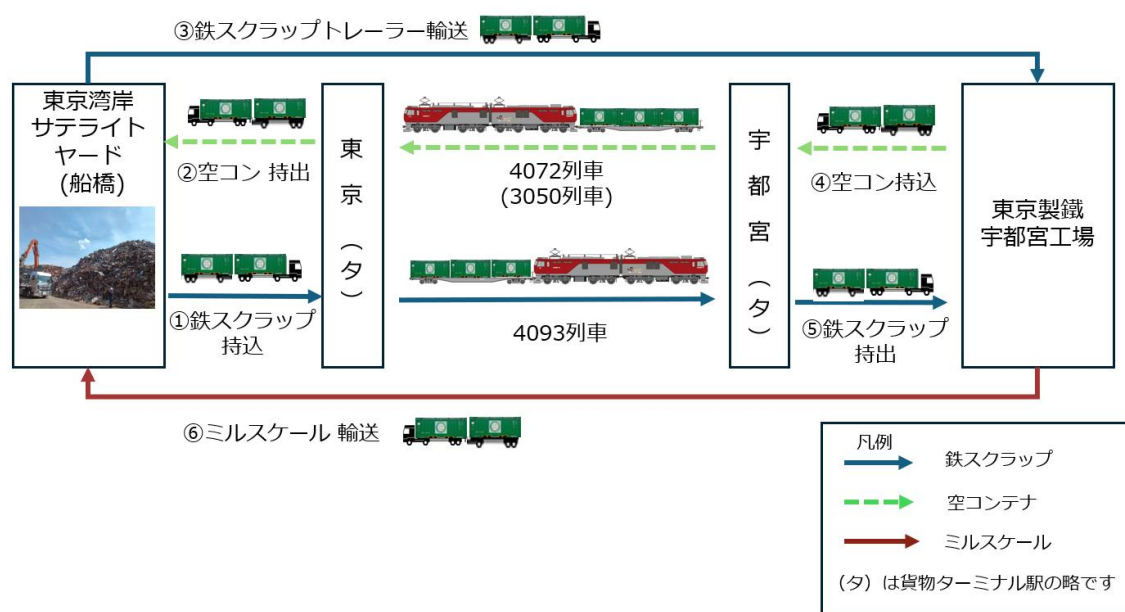 ③鉄スクラップトレーラー輸送
東京湾岸
サテライト
ヤード
(船橋)
②空コン 持出
①鉄スクラップ
持込
東京(タ)
4072列車
(3050列車)
4093列車
宇都宮(タ)
④空コン持込
⑤鉄スクラップ
持出
東京製鐵
宇都宮工場
⑥ミルスケール 輸送
凡例
鉄スクラップ
空コンテナ
ミルスケール
(タ)は貨物ターミナル駅の略です